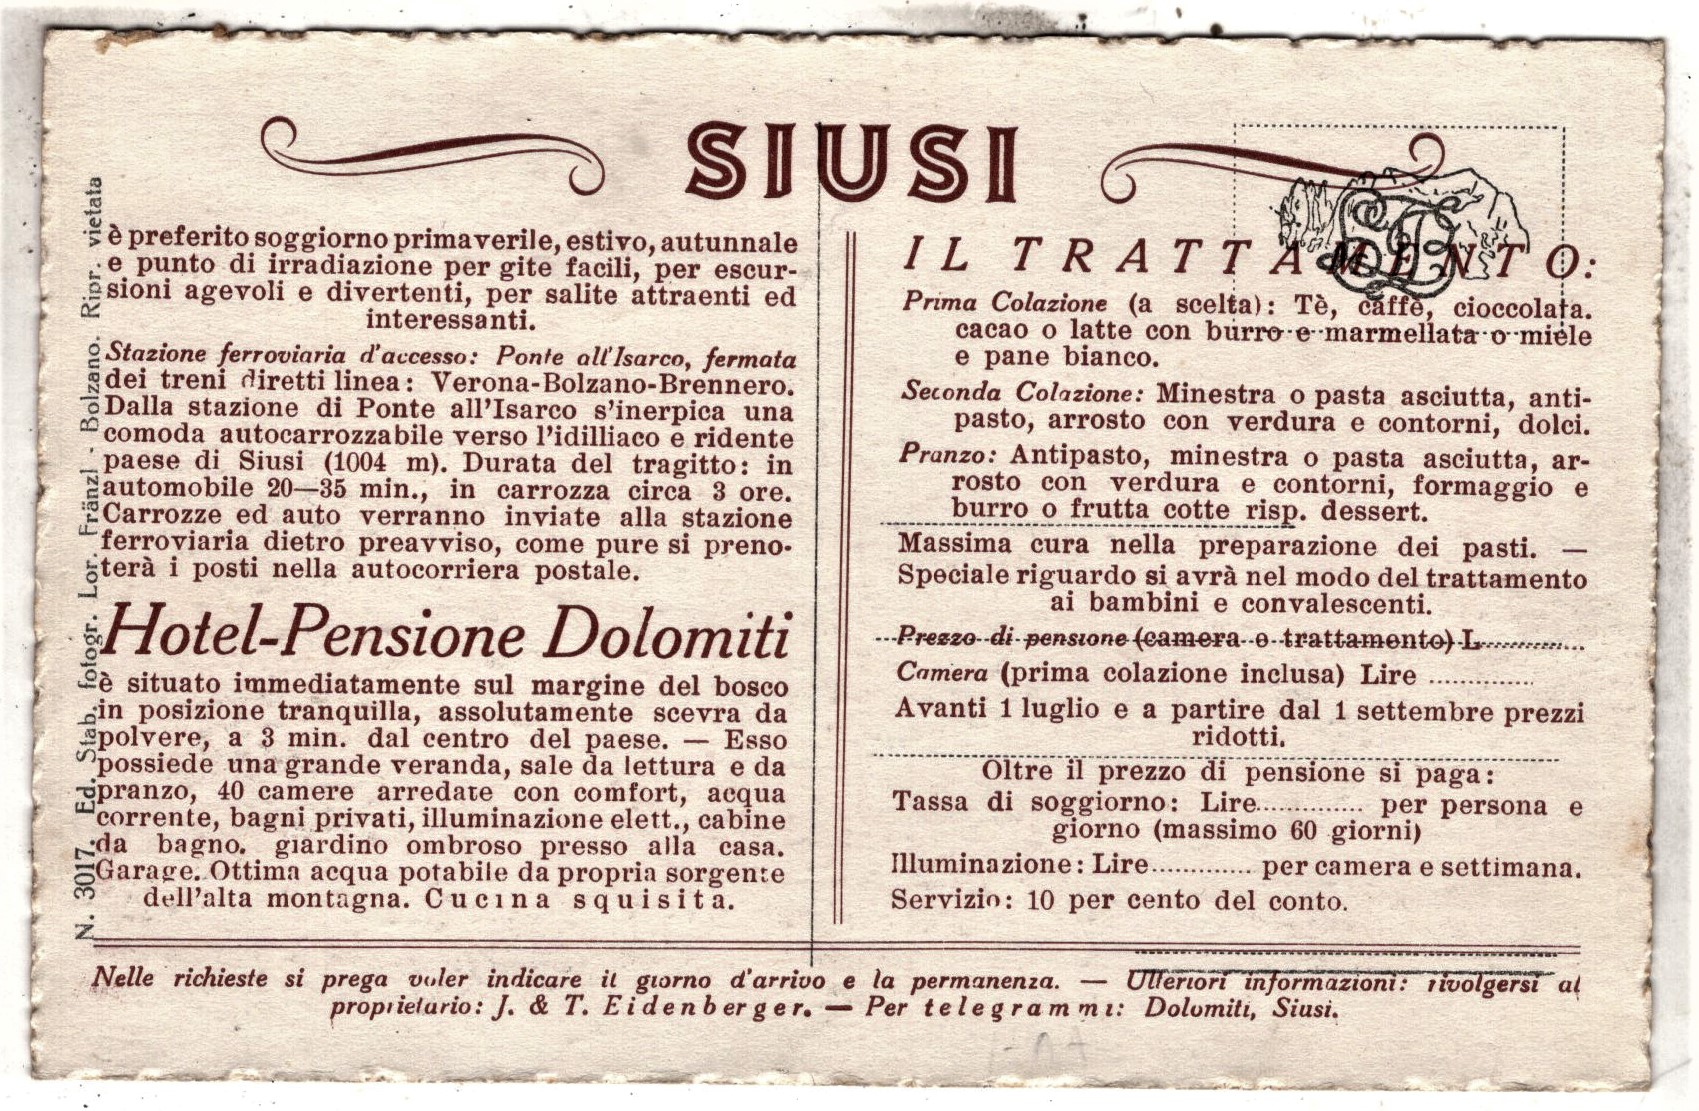 SIUSI
è preferito soggiorno primaverile, estivo, autunnale
e punto di irradiazione per gite facili, per escur-
sioni agevoli e divertenti, per salite attraenti ed
interessanti.
Stazione ferroviaria d'accesso: Ponte all'Isarco, fermata
dei treni diretti linea: Verona-Bolzano-Brennero.
Dalla stazione di Ponte all'Isarco s'inerpica una
comoda autocarrozzabile verso l'idilliaco e ridente
paese di Siusi (1004 m). Durata del tragitto: in
automobile 20—35 min., in carrozza circa 3 ore.
Carrozze ed auto verranno inviate alla stazione
ferroviaria dietro preavviso, come pure si preno-
terà i posti nella autocorriera postale.
Hotel-Pensione Dolomiti
è situato immediatamente sul margine del bosco
in posizione tranquilla, assolutamente scevra da
polvere, a 3 min. dal centro del paese. — Esso
possiede una grande veranda, sale da lettura e da
pranzo, 40 camere arredate con comfort, acqua
corrente, bagni privati, illuminazione elett., cabine
da bagno. giardino ombroso presso alla casa.
Garage. Ottima acqua potabile da propria sorgente
dell'alta montagna. Cucina squisita.
IL TRATTAMENTO:
Prima Colazione (a scelta): Tè, caffè, cioccolata.
cacao o latte con burro e marmellata o miele
e pane bianco.
Seconda Colazione: Minestra o pasta asciutta, anti-
pasto, arrosto con verdura e contorni, dolci.
Pranzo: Antipasto, minestra o pasta asciutta, ar-
rosto con verdura e contorni, formaggio e
burro o frutta cotte risp. dessert.
Massima cura nella preparazione dei pasti. —
Speciale riguardo si avrà nel modo del trattamento
ai bambini e convalescenti.
Prezzo di pensione (camera e trattamento) L..............
Camera (prima colazione inclusa) Lire .............
Avanti 1 luglio e a partire dal 1 settembre prezzi
ridotti.
Oltre il prezzo di pensione si paga:
Tassa di soggiorno: Lire.............. per persona e
giorno (massimo 60 giorni)
Illuminazione: Lire............. per camera e settimana.
Servizio: 10 per cento del conto.
Nelle richieste si prega voler indicare il giorno d'arrivo e la permanenza. — Ulteriori informazioni: rivolgersi al
proprietario: J. & T. Eidenberger. — Per telegrammi: Dolomiti, Siusi.
N. 3017. Ed. Stab. fotogr. Lor. Fränzl - Bolzano. Ripr. vietata